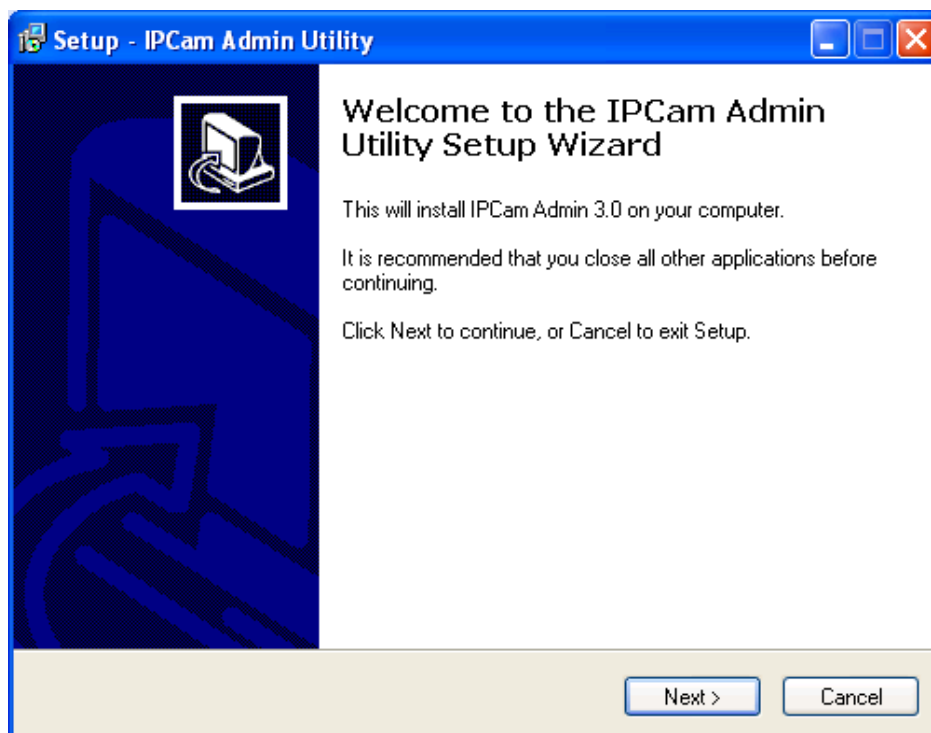 Setup - IPCam Admin Utility
Welcome to the IPCam Admin
Utility Setup Wizard
This will install IPCam Admin 3.0 on your computer.
It is recommended that you close all other applications before
continuing.
Click Next to continue, or Cancel to exit Setup.
Next >
Cancel